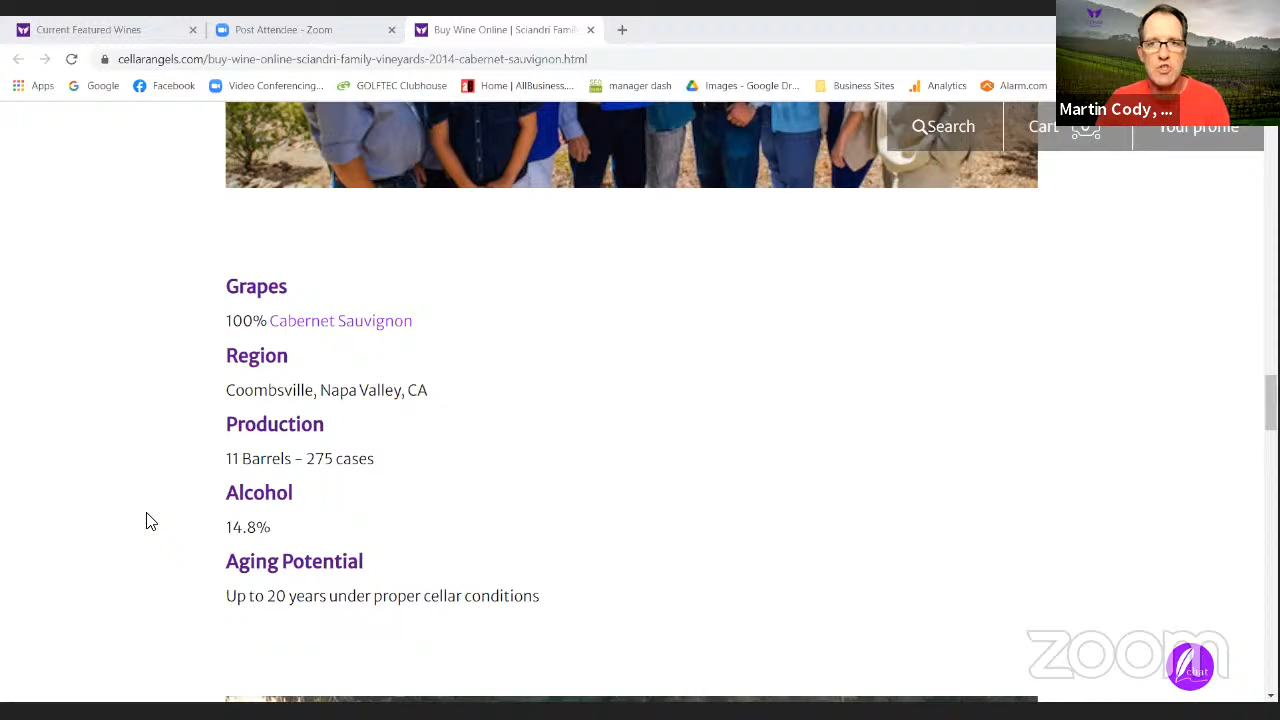 Current Featured Wines
Post Attendee - Zoom
Buy Wine Online | Sciandri Famil
cellarangels.com/buy-wine-online-sciandri-family-vineyards-2014-cabernet-sauvignon.html
Apps
Google
Facebook
Video Conferencing...
GOLFTEC Clubhouse
Home | AllBusiness....
manager dash
Images - Google Dr...
Business Sites
Analytics
Alarm.com
Martin Cody, ...
Search
Cart
0
Your profile
Grapes
100% Cabernet Sauvignon
Region
Coombsville, Napa Valley, CA
Production
11 Barrels – 275 cases
Alcohol
14.8%
Aging Potential
Up to 20 years under proper cellar conditions
zoom
chat